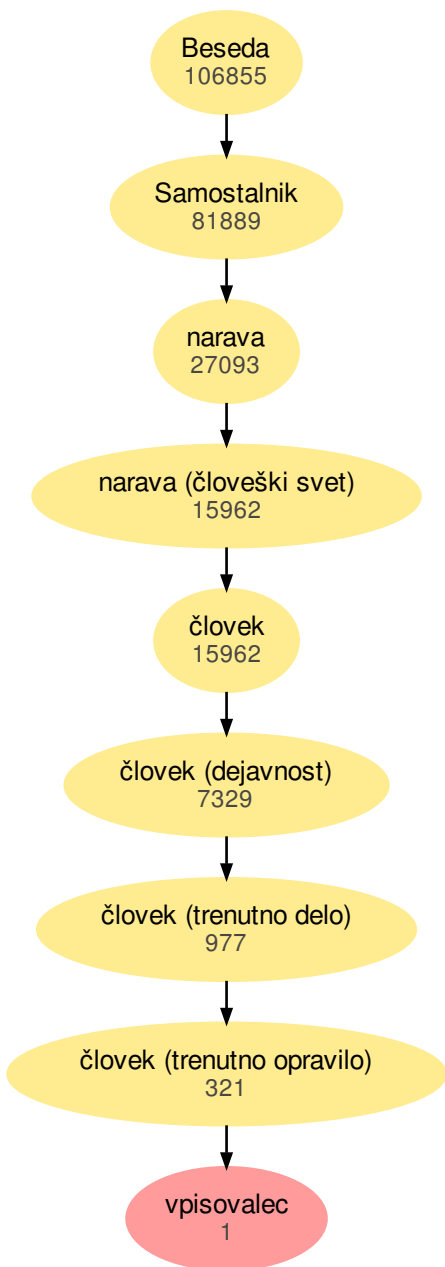 Beseda
106855
Samostalnik
81889
narava
27093
narava (človeški svet)
15962
človek
15962
človek (dejavnost)
7329
človek (trenutno delo)
977
človek (trenutno opravilo)
321
vpisovalec
1